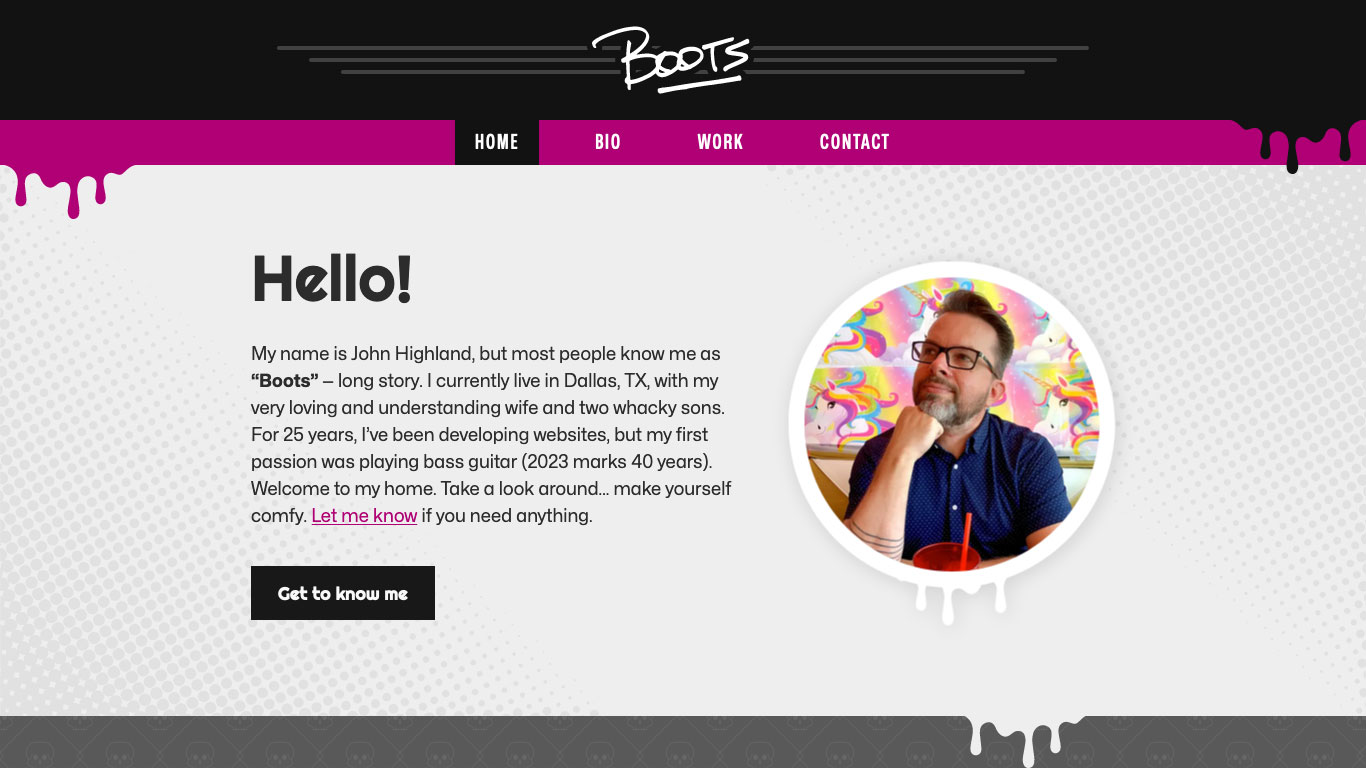 BOOTS
HOME BIO WORK CONTACT
Hello!
My name is John Highland, but most people know me as
“Boots” – long story. I currently live in Dallas, TX, with my
very loving and understanding wife and two whacky sons.
For 25 years, I’ve been developing websites, but my first
passion was playing bass guitar (2023 marks 40 years).
Welcome to my home. Take a look around... make yourself
comfy. Let me know if you need anything.
Get to know me